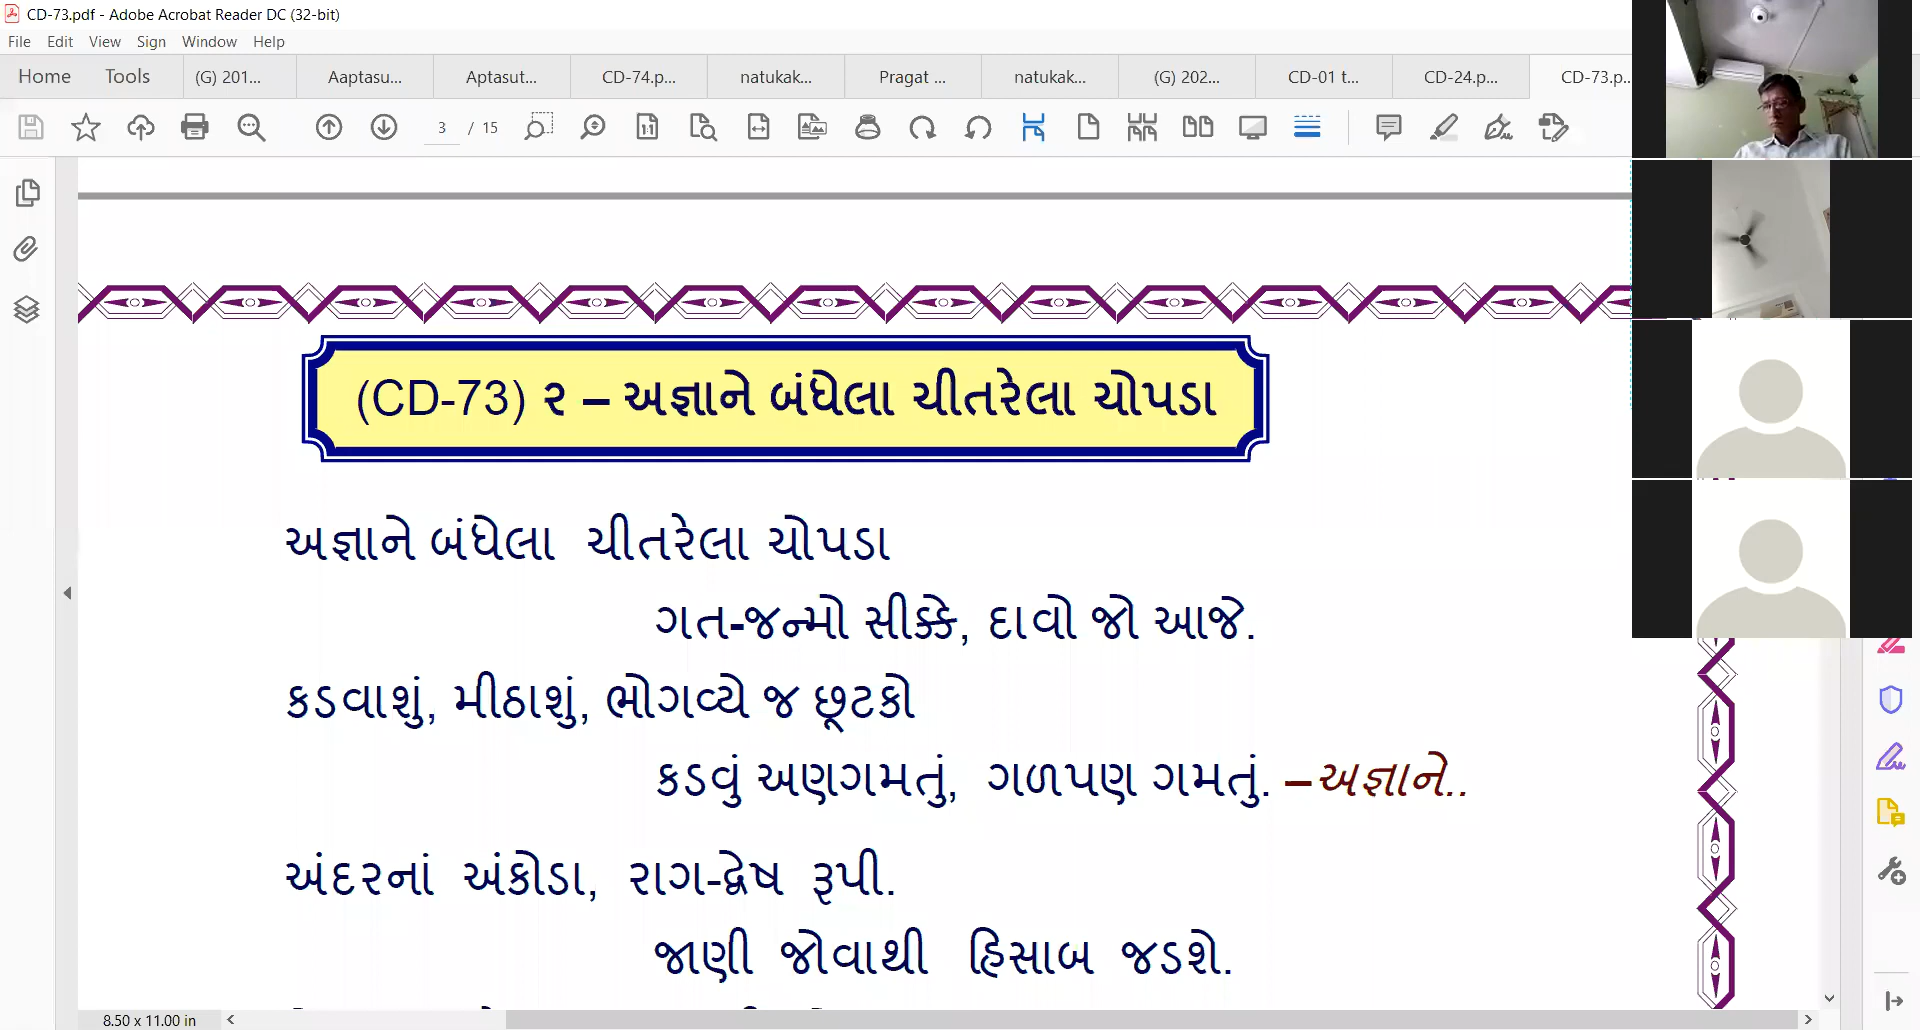 CD-73.pdf - Adobe Acrobat Reader DC (32-bit)
File Edit View Sign Window Help
Home Tools (G) 201... Aaptasu... Aptasut... CD-74.p... natukak... Pragat ... natukak... (G) 202... CD-01 t... CD-24.p... CD-73.p..
3 / 15
(CD-73) ૨ – અજ્ઞાને બંધેલા ચીતરેલા ચોપડા
અજ્ઞાને બંધેલા ચીતરેલા ચોપડા
ગત-જન્મો સીક્કે, દાવો જો આજે.
કડવાશું, મીઠાશું, ભોગવ્યે જ છૂટકો
કડવું અણગમતું, ગળપણ ગમતું. –અજ્ઞાને..
અંદરનાં અંકોડા, રાગ-દ્વેષ રૂપી.
જાણી જોવાથી હિસાબ જડશે.
8.50 x 11.00 in